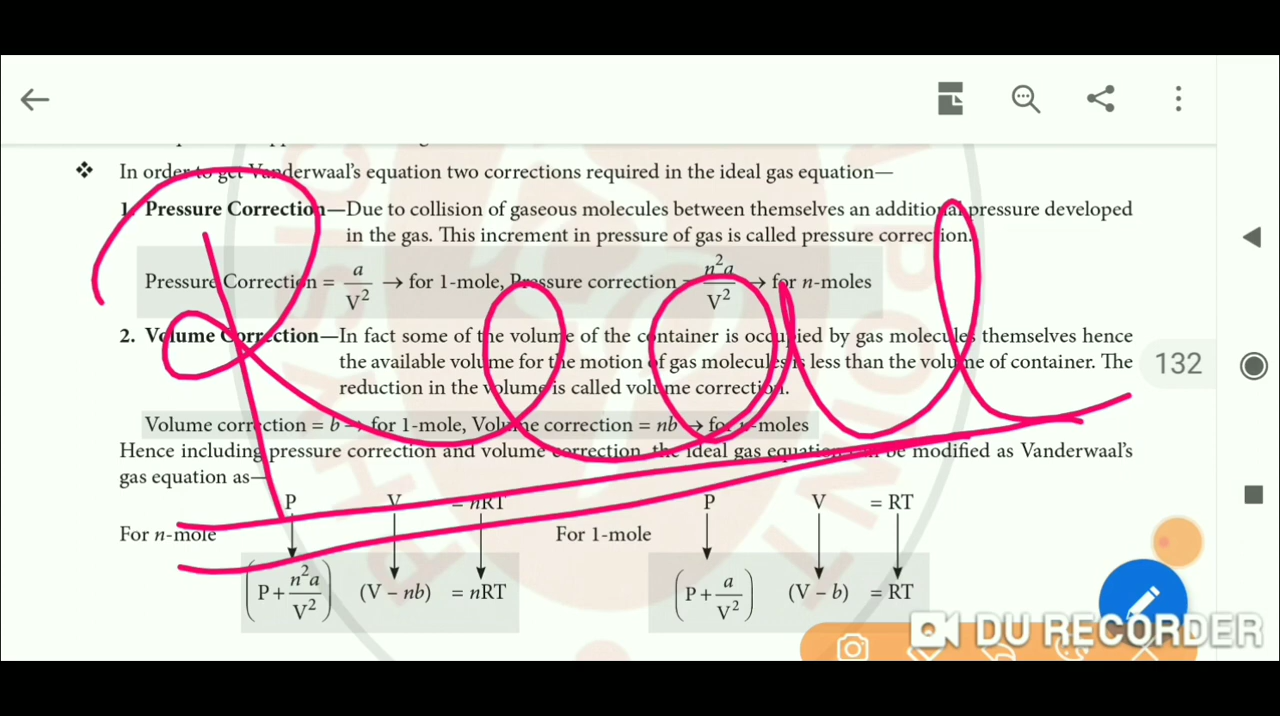 In order to get Vanderwaal's equation two corrections required in the ideal gas equation—
1. Pressure Correction—Due to collision of gaseous molecules between themselves an additional pressure developed
in the gas. This increment in pressure of gas is called pressure correction.
Pressure Correction = a/V² → for 1-mole, Pressure correction = n²a/V² → for n-moles
2. Volume Correction—In fact some of the volume of the container is occupied by gas molecules themselves hence
the available volume for the motion of gas molecules is less than the volume of container. The
reduction in the volume is called volume correction.
132
Volume correction = b → for 1-mole, Volume correction = nb → for n-moles
Hence including pressure correction and volume correction, the ideal gas equation can be modified as Vanderwaal's
gas equation as—
P V = nRT P V = RT
For n-mole For 1-mole
(P + n²a/V²) (V – nb) = nRT (P + a/V²) (V – b) = RT
DU RECORDER